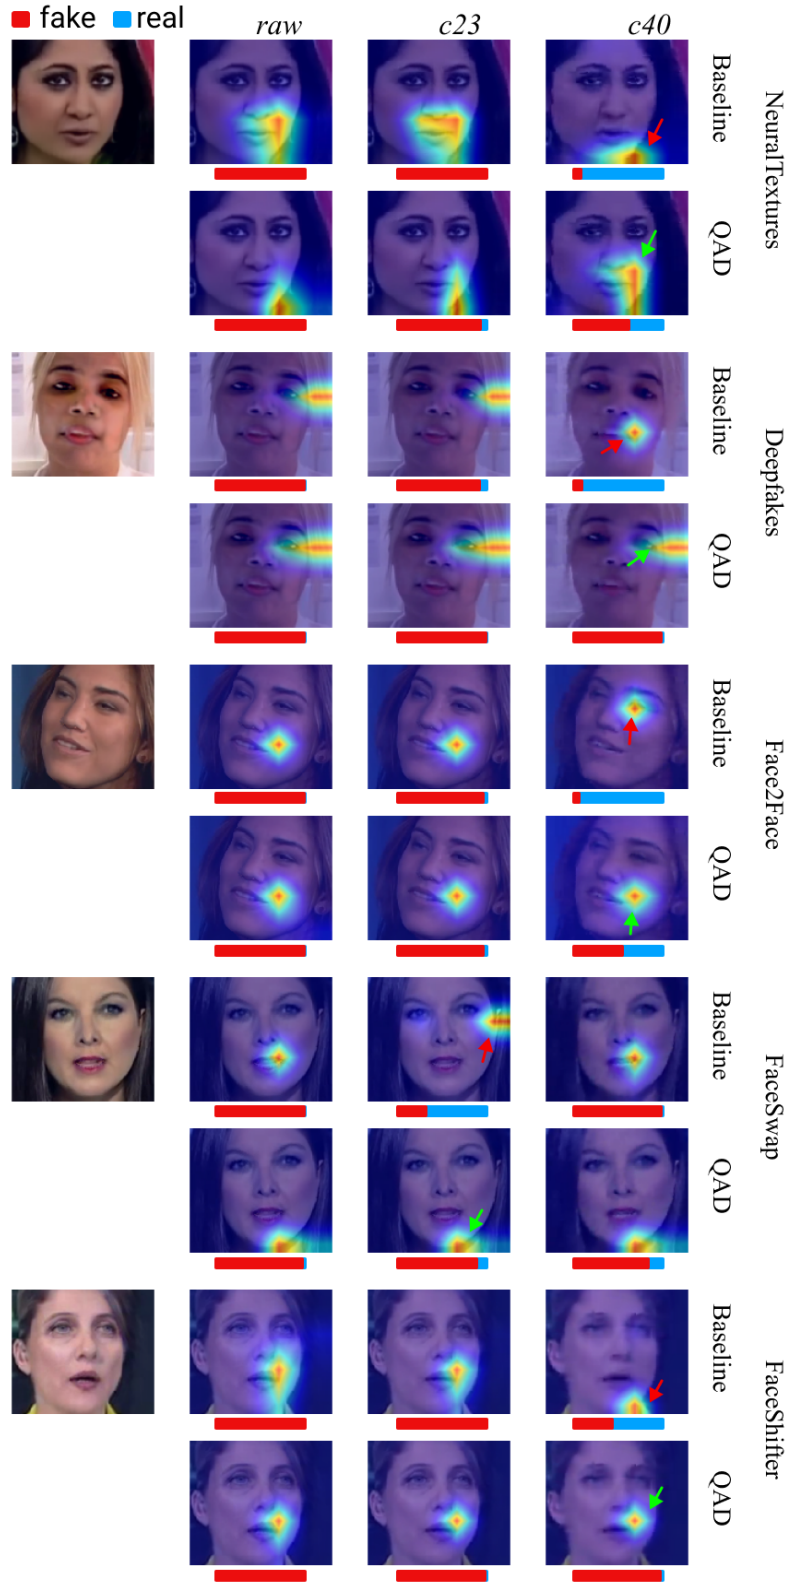 fake real
raw c23 c40
Baseline
QAD
NeuralTextures
Baseline
QAD
Deepfakes
Baseline
QAD
Face2Face
Baseline
QAD
FaceSwap
Baseline
QAD
FaceShifter